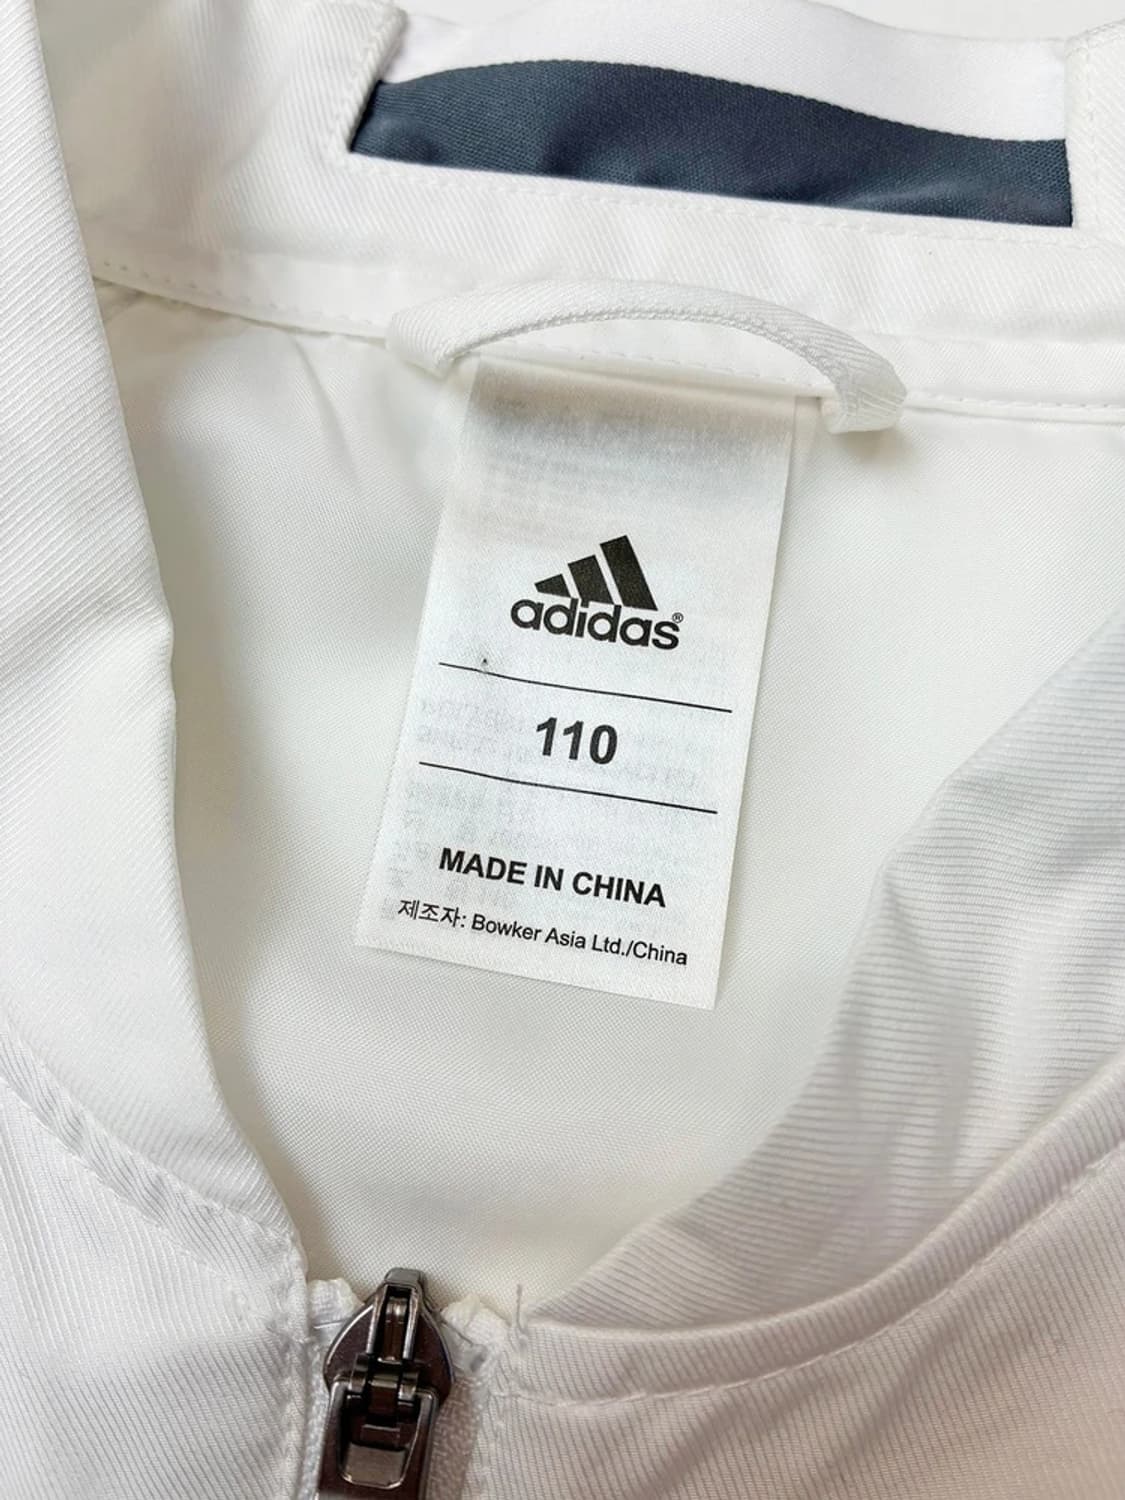 adidas®
110
MADE IN CHINA
제조자: Bowker Asia Ltd./China